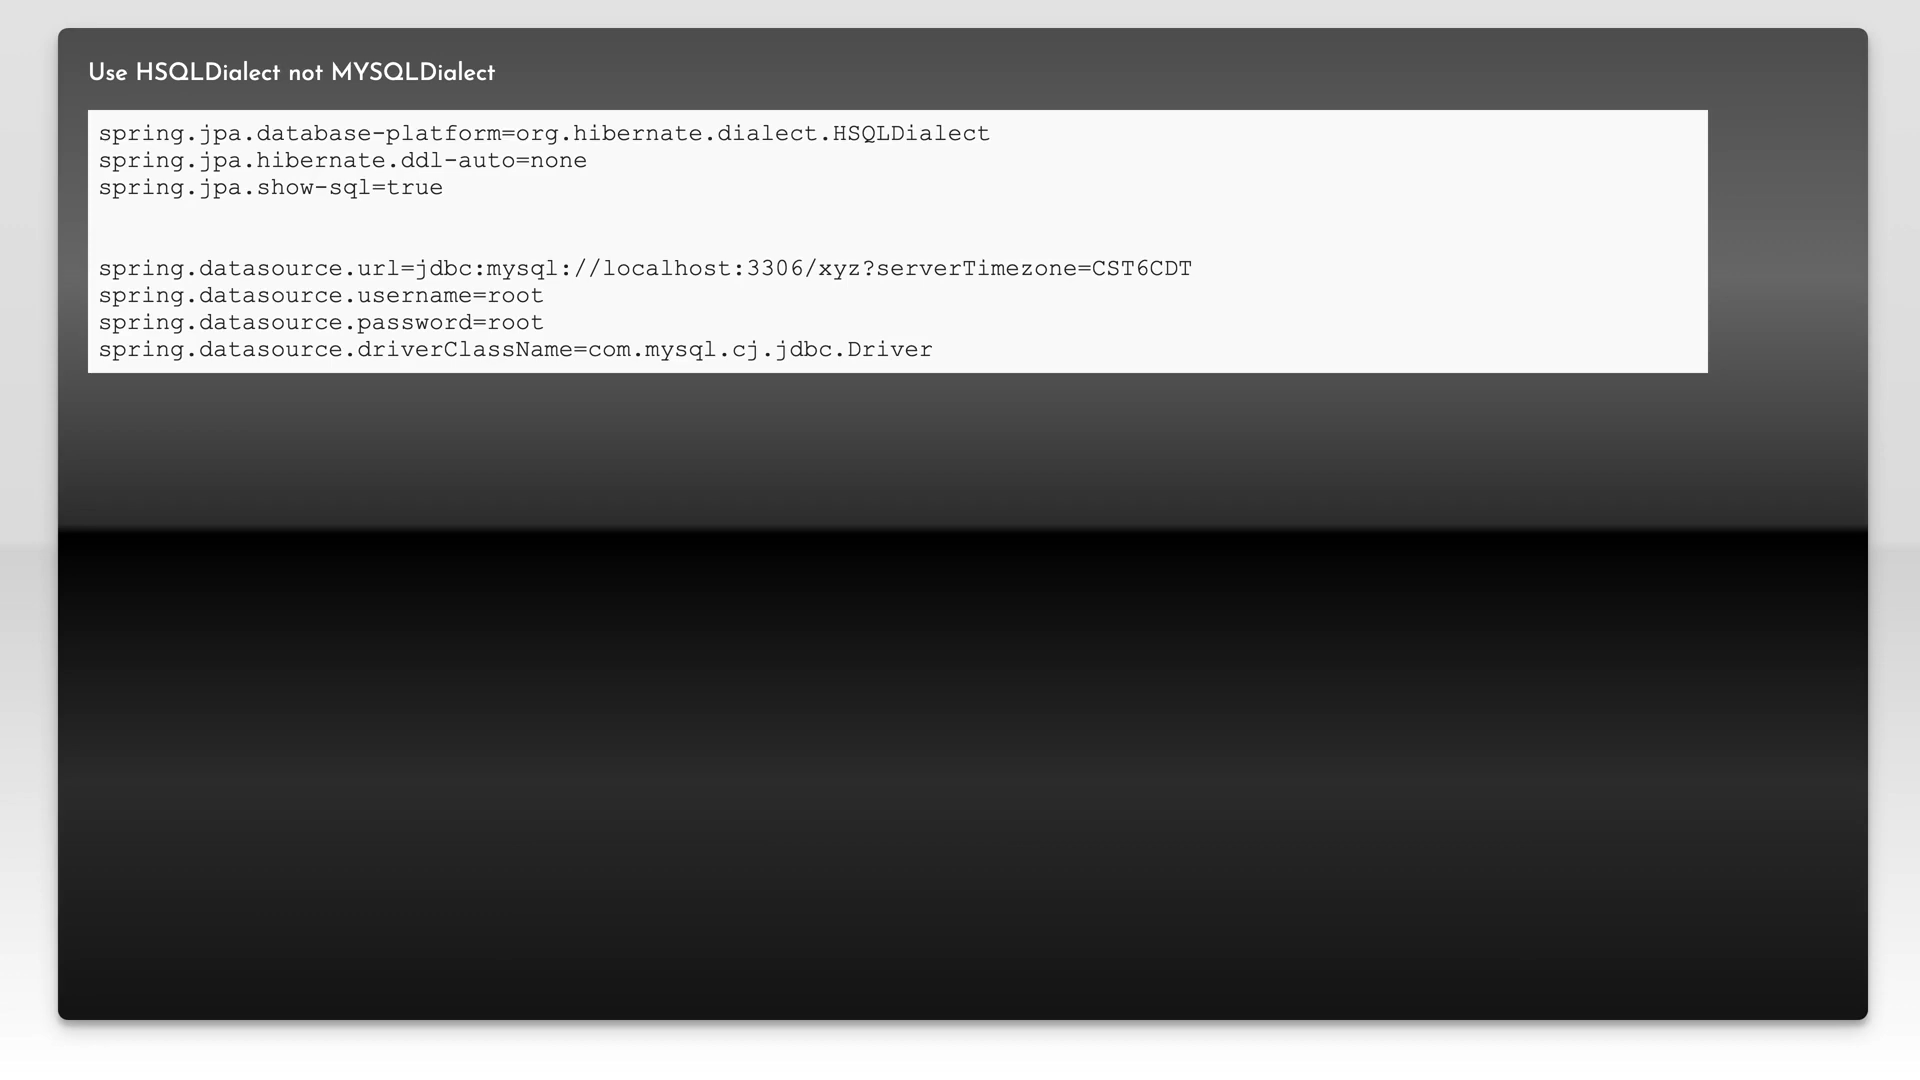 Use HSQLDialect not MYSQLDialect
spring.jpa.database-platform=org.hibernate.dialect.HSQLDialect
spring.jpa.hibernate.ddl-auto=none
spring.jpa.show-sql=true
spring.datasource.url=jdbc:mysql://localhost:3306/xyz?serverTimezone=CST6CDT
spring.datasource.username=root
spring.datasource.password=root
spring.datasource.driverClassName=com.mysql.cj.jdbc.Driver